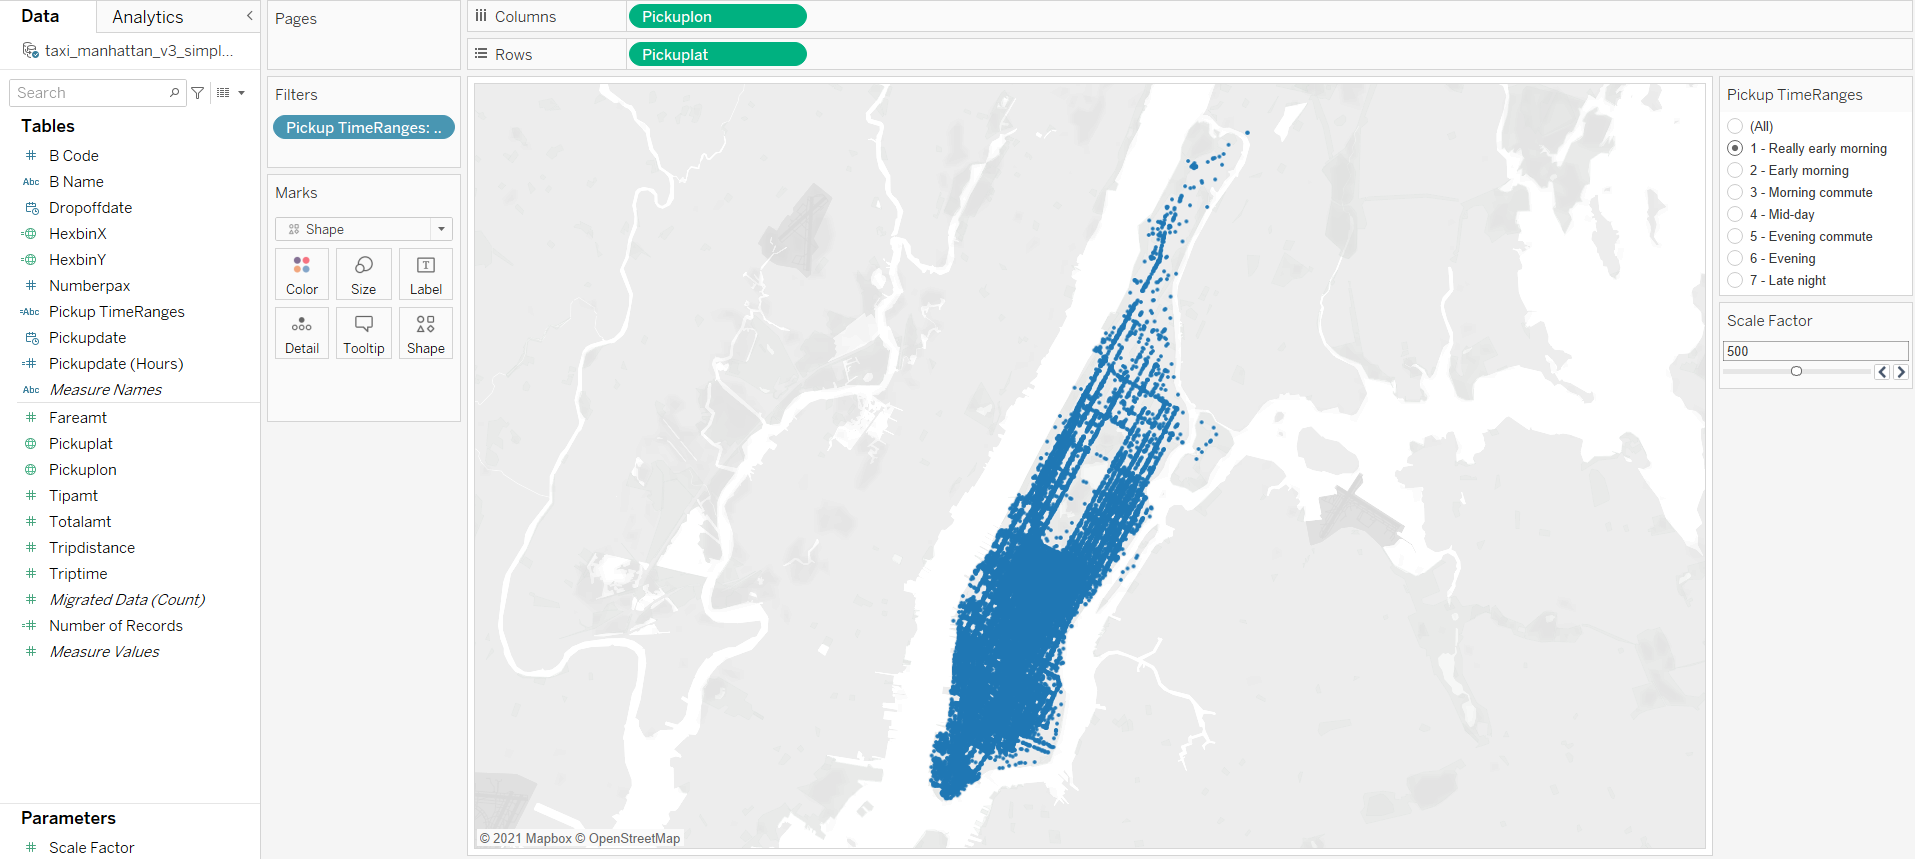 Data
Analytics
taxi_manhattan_v3_simpl...
Search
Tables
B Code
Abc B Name
Dropoffdate
HexbinX
HexbinY
Numberpax
=Abc Pickup TimeRanges
Pickupdate
Pickupdate (Hours)
Abc Measure Names
Fareamt
Pickuplat
Pickuplon
Tipamt
Totalamt
Tripdistance
Triptime
Migrated Data (Count)
Number of Records
Measure Values
Parameters
Scale Factor
Pages
Filters
Pickup TimeRanges: ..
Marks
Shape
Color
Size
Label
Detail
Tooltip
Shape
Columns
Pickuplon
Rows
Pickuplat
© 2021 Mapbox © OpenStreetMap
Pickup TimeRanges
(All)
1 - Really early morning
2 - Early morning
3 - Morning commute
4 - Mid-day
5 - Evening commute
6 - Evening
7 - Late night
Scale Factor
500